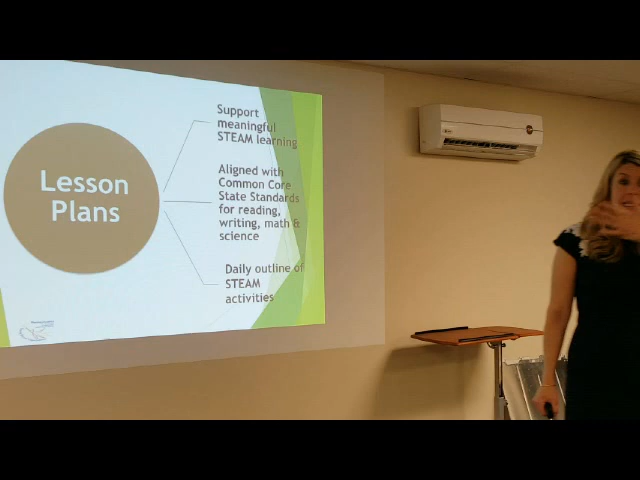 Lesson
Plans
Support
meaningful
STEAM learning
Aligned with
Common Core
State Standards
for reading,
writing, math &
science
Daily outline of
STEAM
activities